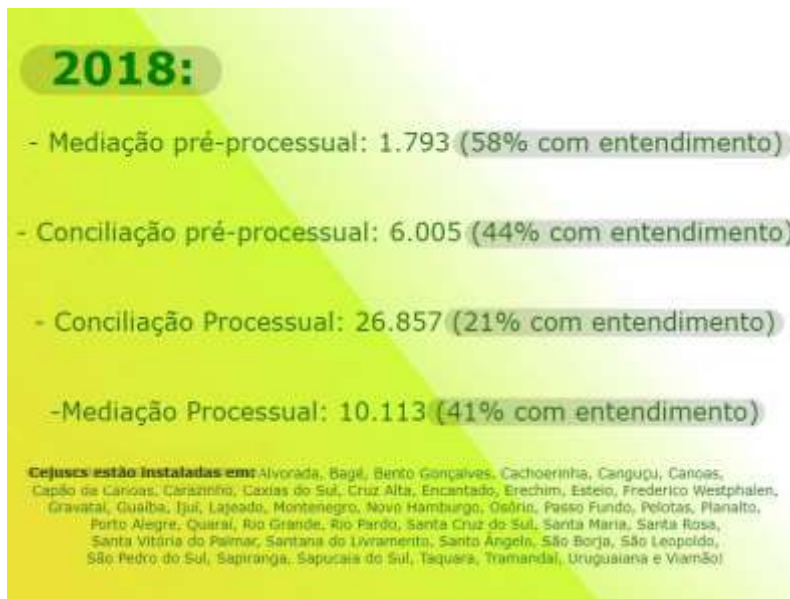 2018:
- Mediação pré-processual: 1.793 (58% com entendimento)
- Conciliação pré-processual: 6.005 (44% com entendimento)
- Conciliação Processual: 26.857 (21% com entendimento)
-Mediação Processual: 10.113 (41% com entendimento)
Cejuscs estão instaladas em: Alvorada, Bagé, Bento Gonçalves, Cachoerinha, Canguçu, Canoas,
Capão da Canoas, Carazinho, Caxias do Sul, Cruz Alta, Encantado, Erechim, Esteio, Frederico Westphalen,
Gravataí, Guaíba, Ijuí, Lajeado, Montenegro, Novo Hamburgo, Osório, Passo Fundo, Pelotas, Planalto,
Porto Alegre, Quaraí, Rio Grande, Rio Pardo, Santa Cruz do Sul, Santa Maria, Santa Rosa,
Santa Vitória do Palmar, Santana do Livramento, Santo Ângelo, São Borja, São Leopoldo,
São Pedro do Sul, Sapiranga, Sapucaia do Sul, Taquara, Tramandaí, Uruguaiana e Viamão!